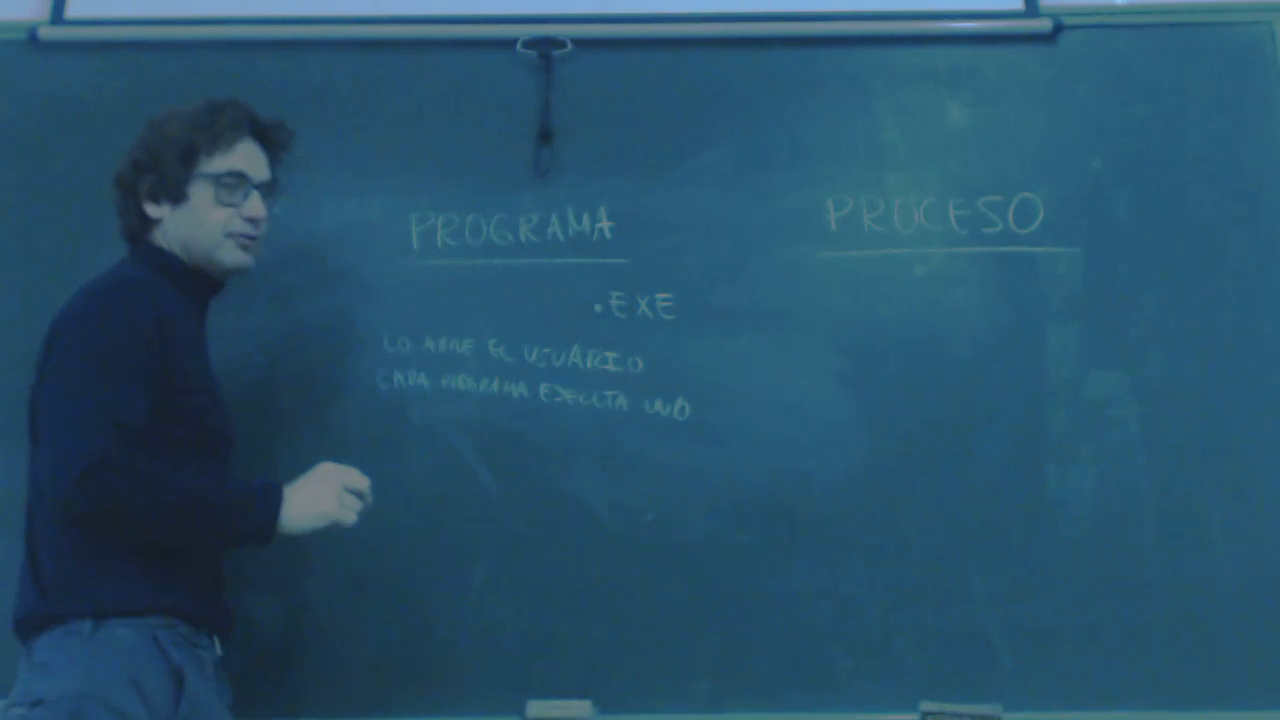 PROGRAMA
PROCESO
.EXE
LO ABRE EL USUARIO
CADA PROGRAMA EJECUTA UNO